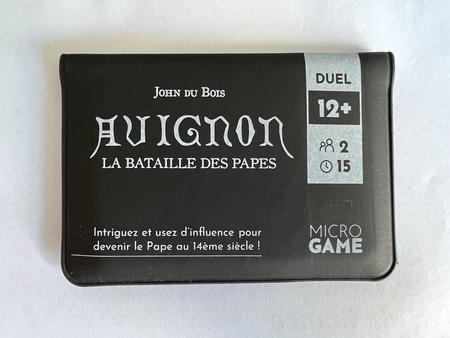 John du Bois
AVIGNON
LA BATAILLE DES PAPES
Intriguez et usez d'influence pour
devenir le Pape au 14ème siècle !
DUEL
12+
2
15
MICRO
GAME